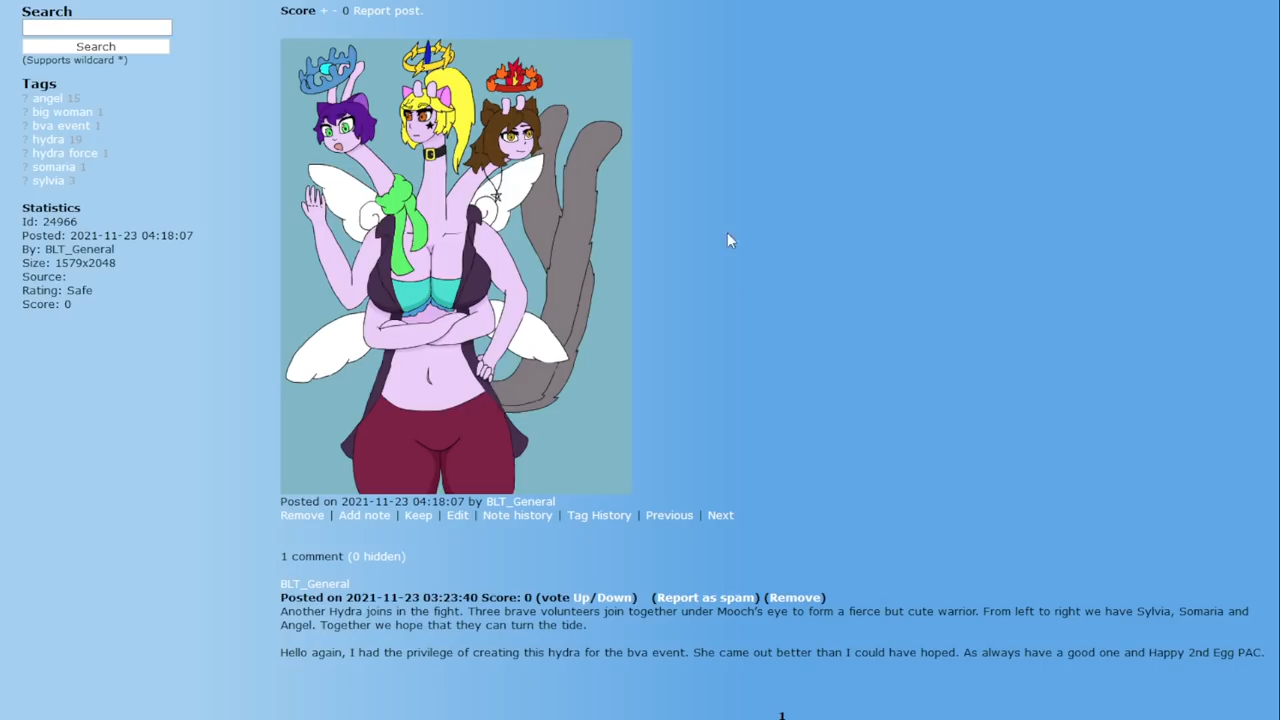 Search
Search
(Supports wildcard *)
Tags
? angel 15
? big woman 1
? bva event 1
? hydra 19
? hydra force 1
? somaria 1
? sylvia 3
Statistics
Id: 24966
Posted: 2021-11-23 04:18:07
By: BLT_General
Size: 1579x2048
Source:
Rating: Safe
Score: 0
Score + - 0 Report post.
Posted on 2021-11-23 04:18:07 by BLT_General
Remove | Add note | Keep | Edit | Note history | Tag History | Previous | Next
1 comment (0 hidden)
BLT_General
Posted on 2021-11-23 03:23:40 Score: 0 (vote Up/Down) (Report as spam) (Remove)
Another Hydra joins in the fight. Three brave volunteers join together under Mooch's eye to form a fierce but cute warrior. From left to right we have Sylvia, Somaria and
Angel. Together we hope that they can turn the tide.
Hello again, I had the privilege of creating this hydra for the bva event. She came out better than I could have hoped. As always have a good one and Happy 2nd Egg PAC.
1